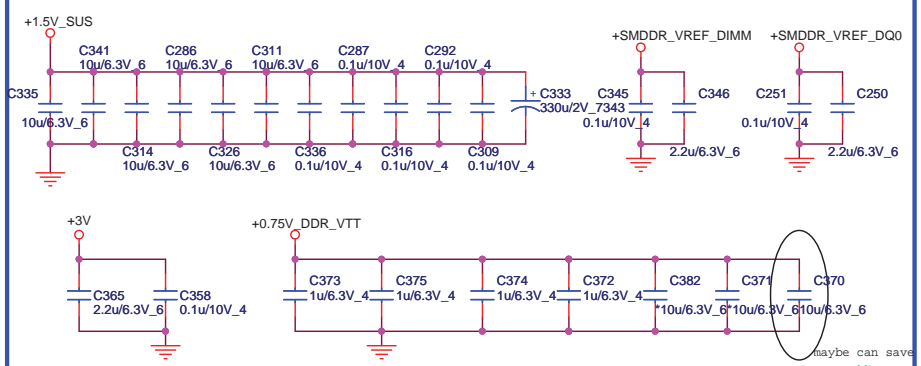 +1.5V_SUS
+SMDDR_VREF_DIMM
+SMDDR_VREF_DQ0
C341
10u/6.3V_6
C286
10u/6.3V_6
C311
10u/6.3V_6
C287
0.1u/10V_4
C292
0.1u/10V_4
C335
10u/6.3V_6
+ C333
330u/2V_7343
C345
0.1u/10V_4
C346
2.2u/6.3V_6
C251
0.1u/10V_4
C250
2.2u/6.3V_6
C314
10u/6.3V_6
C326
10u/6.3V_6
C336
0.1u/10V_4
C316
0.1u/10V_4
C309
0.1u/10V_4
+3V
+0.75V_DDR_VTT
C365
2.2u/6.3V_6
C358
0.1u/10V_4
C373
1u/6.3V_4
C375
1u/6.3V_4
C374
1u/6.3V_4
C372
1u/6.3V_4
C382
*10u/6.3V_6
C371
*10u/6.3V_6
C370
10u/6.3V_6
maybe can save